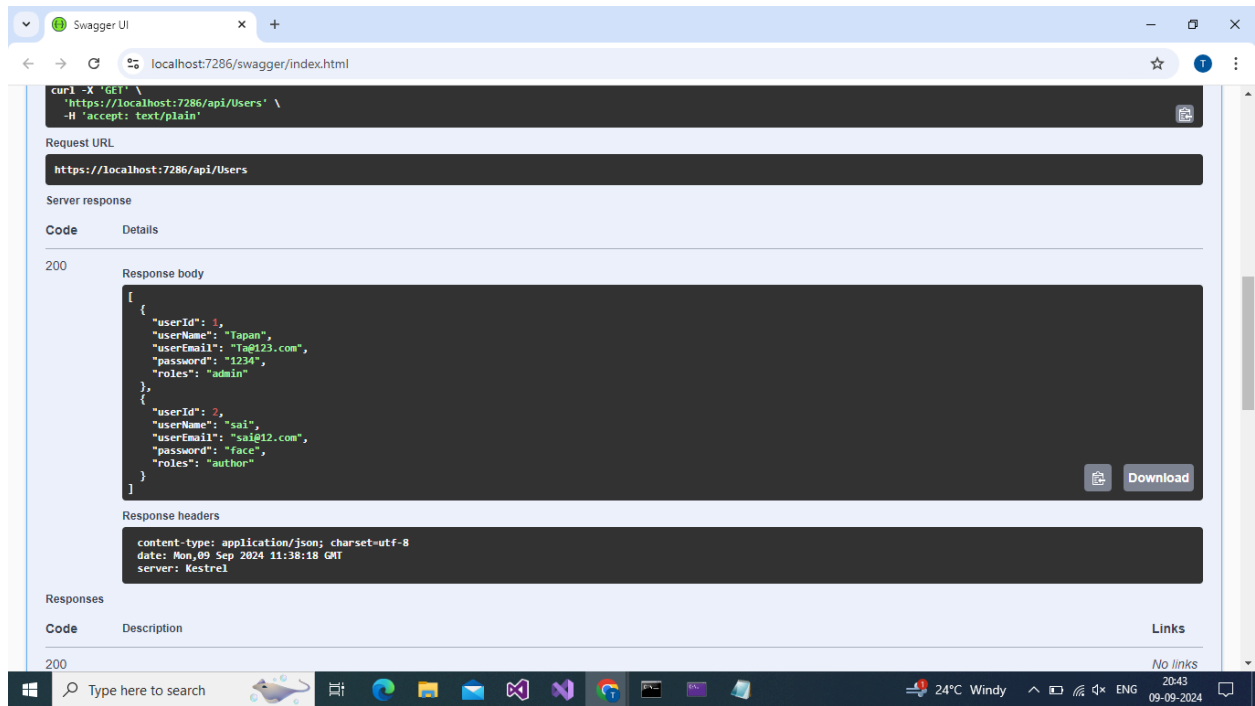 Swagger UI
localhost:7286/swagger/index.html
T
curl -X 'GET' \
'https://localhost:7286/api/Users' \
-H 'accept: text/plain'
Request URL
https://localhost:7286/api/Users
Server response
Code Details
200
Response body
[
{
"userId": 1,
"userName": "Tapan",
"userEmail": "Ta@123.com",
"password": "1234",
"roles": "admin"
},
{
"userId": 2,
"userName": "sai",
"userEmail": "sai@12.com",
"password": "face",
"roles": "author"
}
]
Download
Response headers
content-type: application/json; charset=utf-8
date: Mon,09 Sep 2024 11:38:18 GMT
server: Kestrel
Responses
Code Description Links
200 No links
Type here to search
24°C Windy
ENG
20:43
09-09-2024